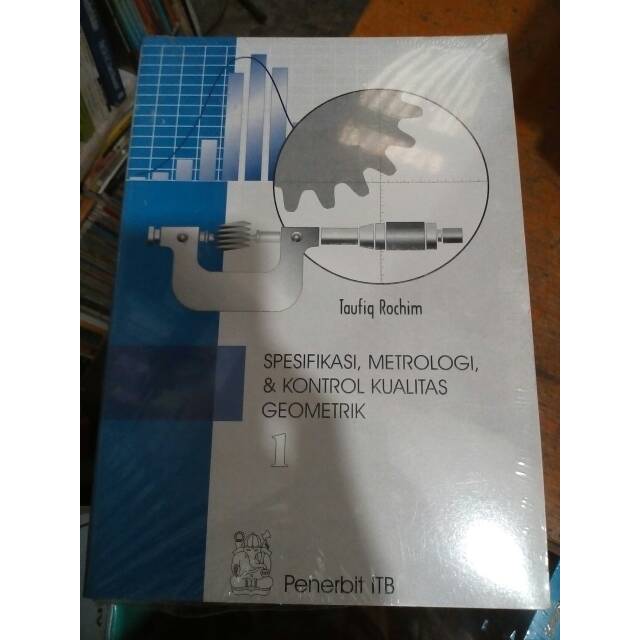 Taufiq Rochim
SPESIFIKASI, METROLOGI,
& KONTROL KUALITAS
GEOMETRIK
1
Penerbit iTB